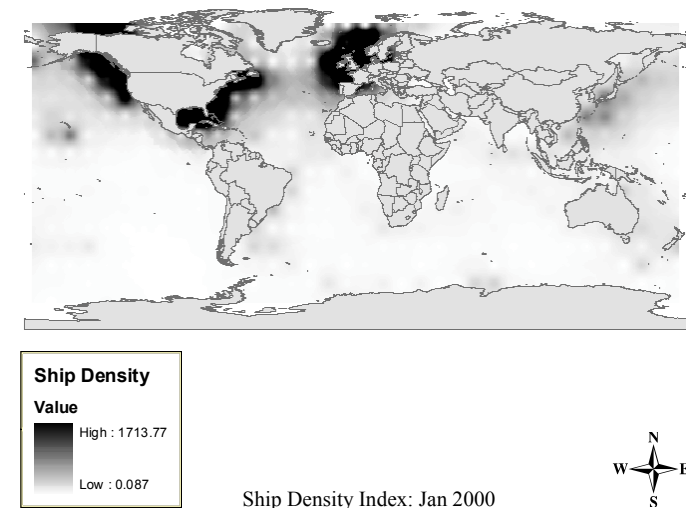 Ship Density
Value
High : 1713.77
Low : 0.087
Ship Density Index: Jan 2000
N
W E
S